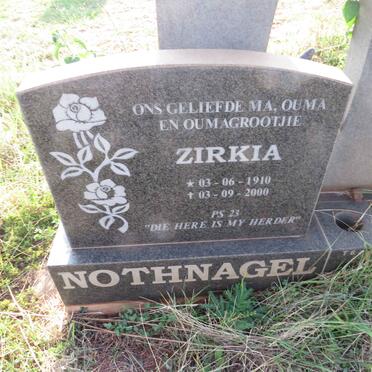 ONS GELIEFDE MA, OUMA
EN OUMAGROOTJIE
ZIRKIA
★ 03-06-1910
✝ 03-09-2000
PS 23
"DIE HERE IS MY HERDER"
NOTHNAGEL